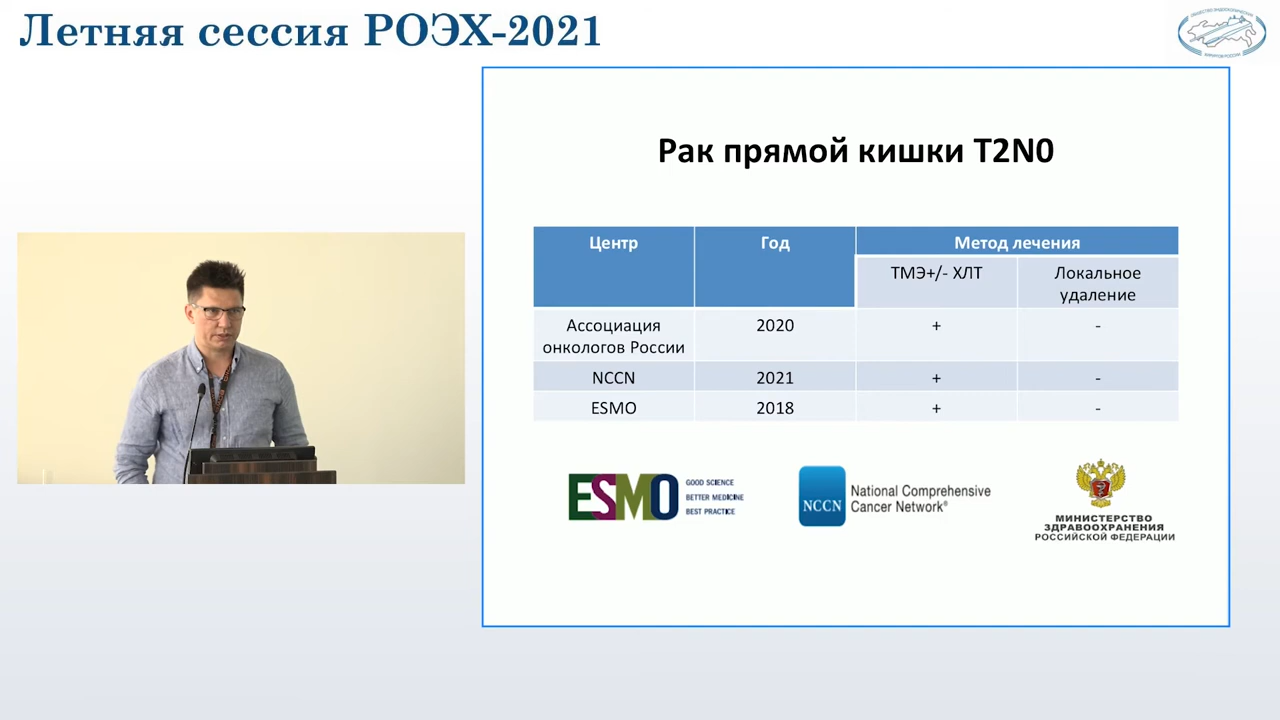 Летняя сессия РОЭХ-2021
Рак прямой кишки T2N0
Центр
Год
Метод лечения
ТМЭ+/- ХЛТ
Локальное
удаление
Ассоциация
онкологов России
2020
+
-
NCCN
2021
+
-
ESMO
2018
+
-
ESMO
GOOD SCIENCE
BETTER MEDICINE
BEST PRACTICE
NCCN
National Comprehensive
Cancer Network®
МИНИСТЕРСТВО
ЗДРАВООХРАНЕНИЯ
РОССИЙСКОЙ ФЕДЕРАЦИИ